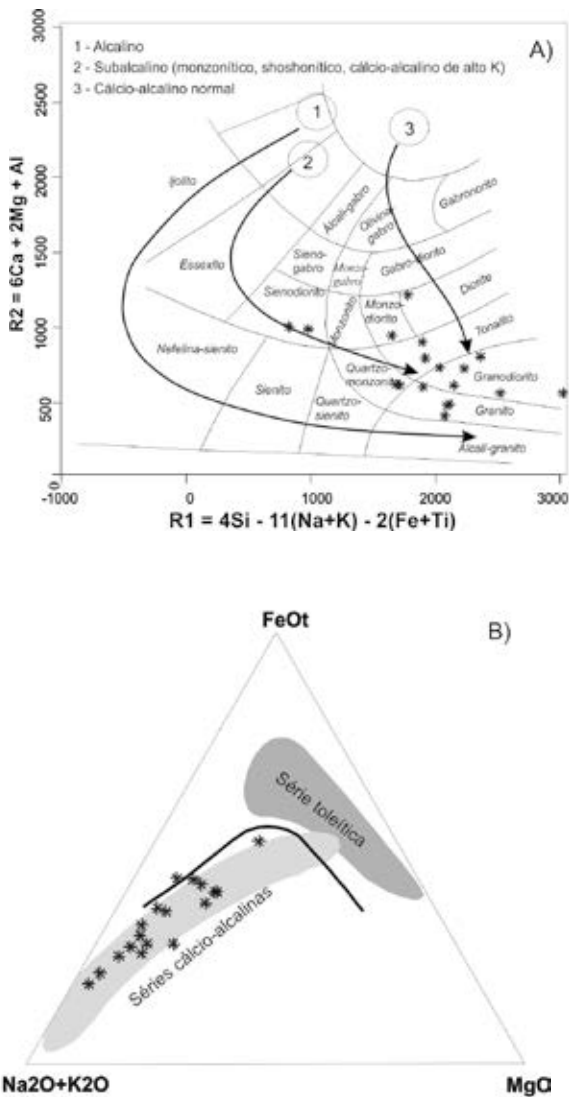 A)
1 - Alcalino
2 - Subalcalino (monzonítico, shoshonítico, cálcio-alcalino de alto K)
3 - Cálcio-alcalino normal
3000
2500
2000
1500
1000
500
0
R2 = 6Ca + 2Mg + Al
1
2
3
Ijolito
Essexito
Nefelina-sienito
Sienito
Quartzo-sienito
Alcali-gabro
Olivina gabro
Gabronorito
Sieno-gabro
Monzo-gabro
Gabro-diorito
Sienodiorito
Monzonito
Monzo-diorito
Diorite
Tonalito
Quartzo-monzonito
Granodiorito
Granito
Alcali-granito
-1000
0
1000
2000
3000
R1 = 4Si - 11(Na+K) - 2(Fe+Ti)
B)
FeOt
Série toleítica
Séries cálcio-alcalinas
Na2O+K2O
MgO